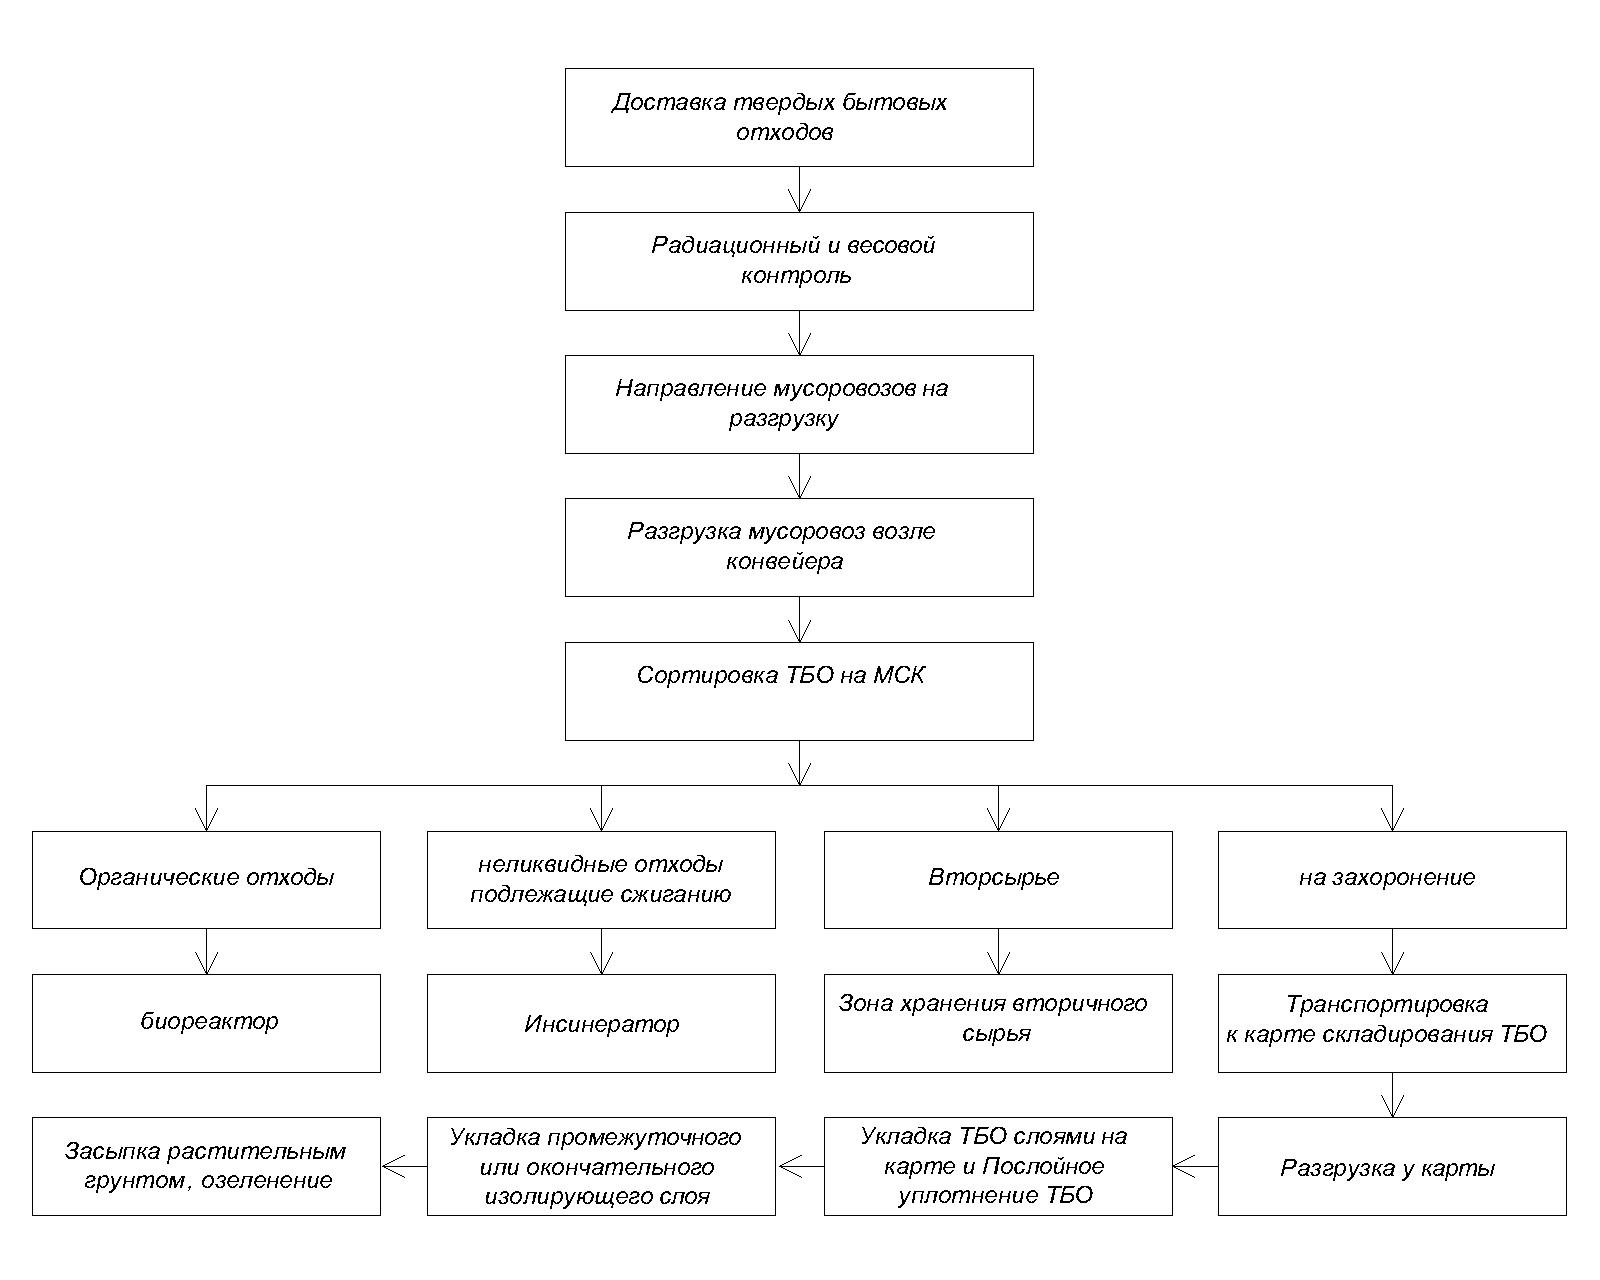 Доставка твердых бытовых
отходов
Радиационный и весовой
контроль
Направление мусоровозов на
разгрузку
Разгрузка мусоровоз возле
конвейера
Сортировка ТБО на МСК
Органические отходы
неликвидные отходы
подлежащие сжиганию
Вторсырье
на захоронение
биореактор
Инсинератор
Зона хранения вторичного
сырья
Транспортировка
к карте складирования ТБО
Засыпка растительным
грунтом, озеленение
Укладка промежуточного
или окончательного
изолирующего слоя
Укладка ТБО слоями на
карте и Послойное
уплотнение ТБО
Разгрузка у карты